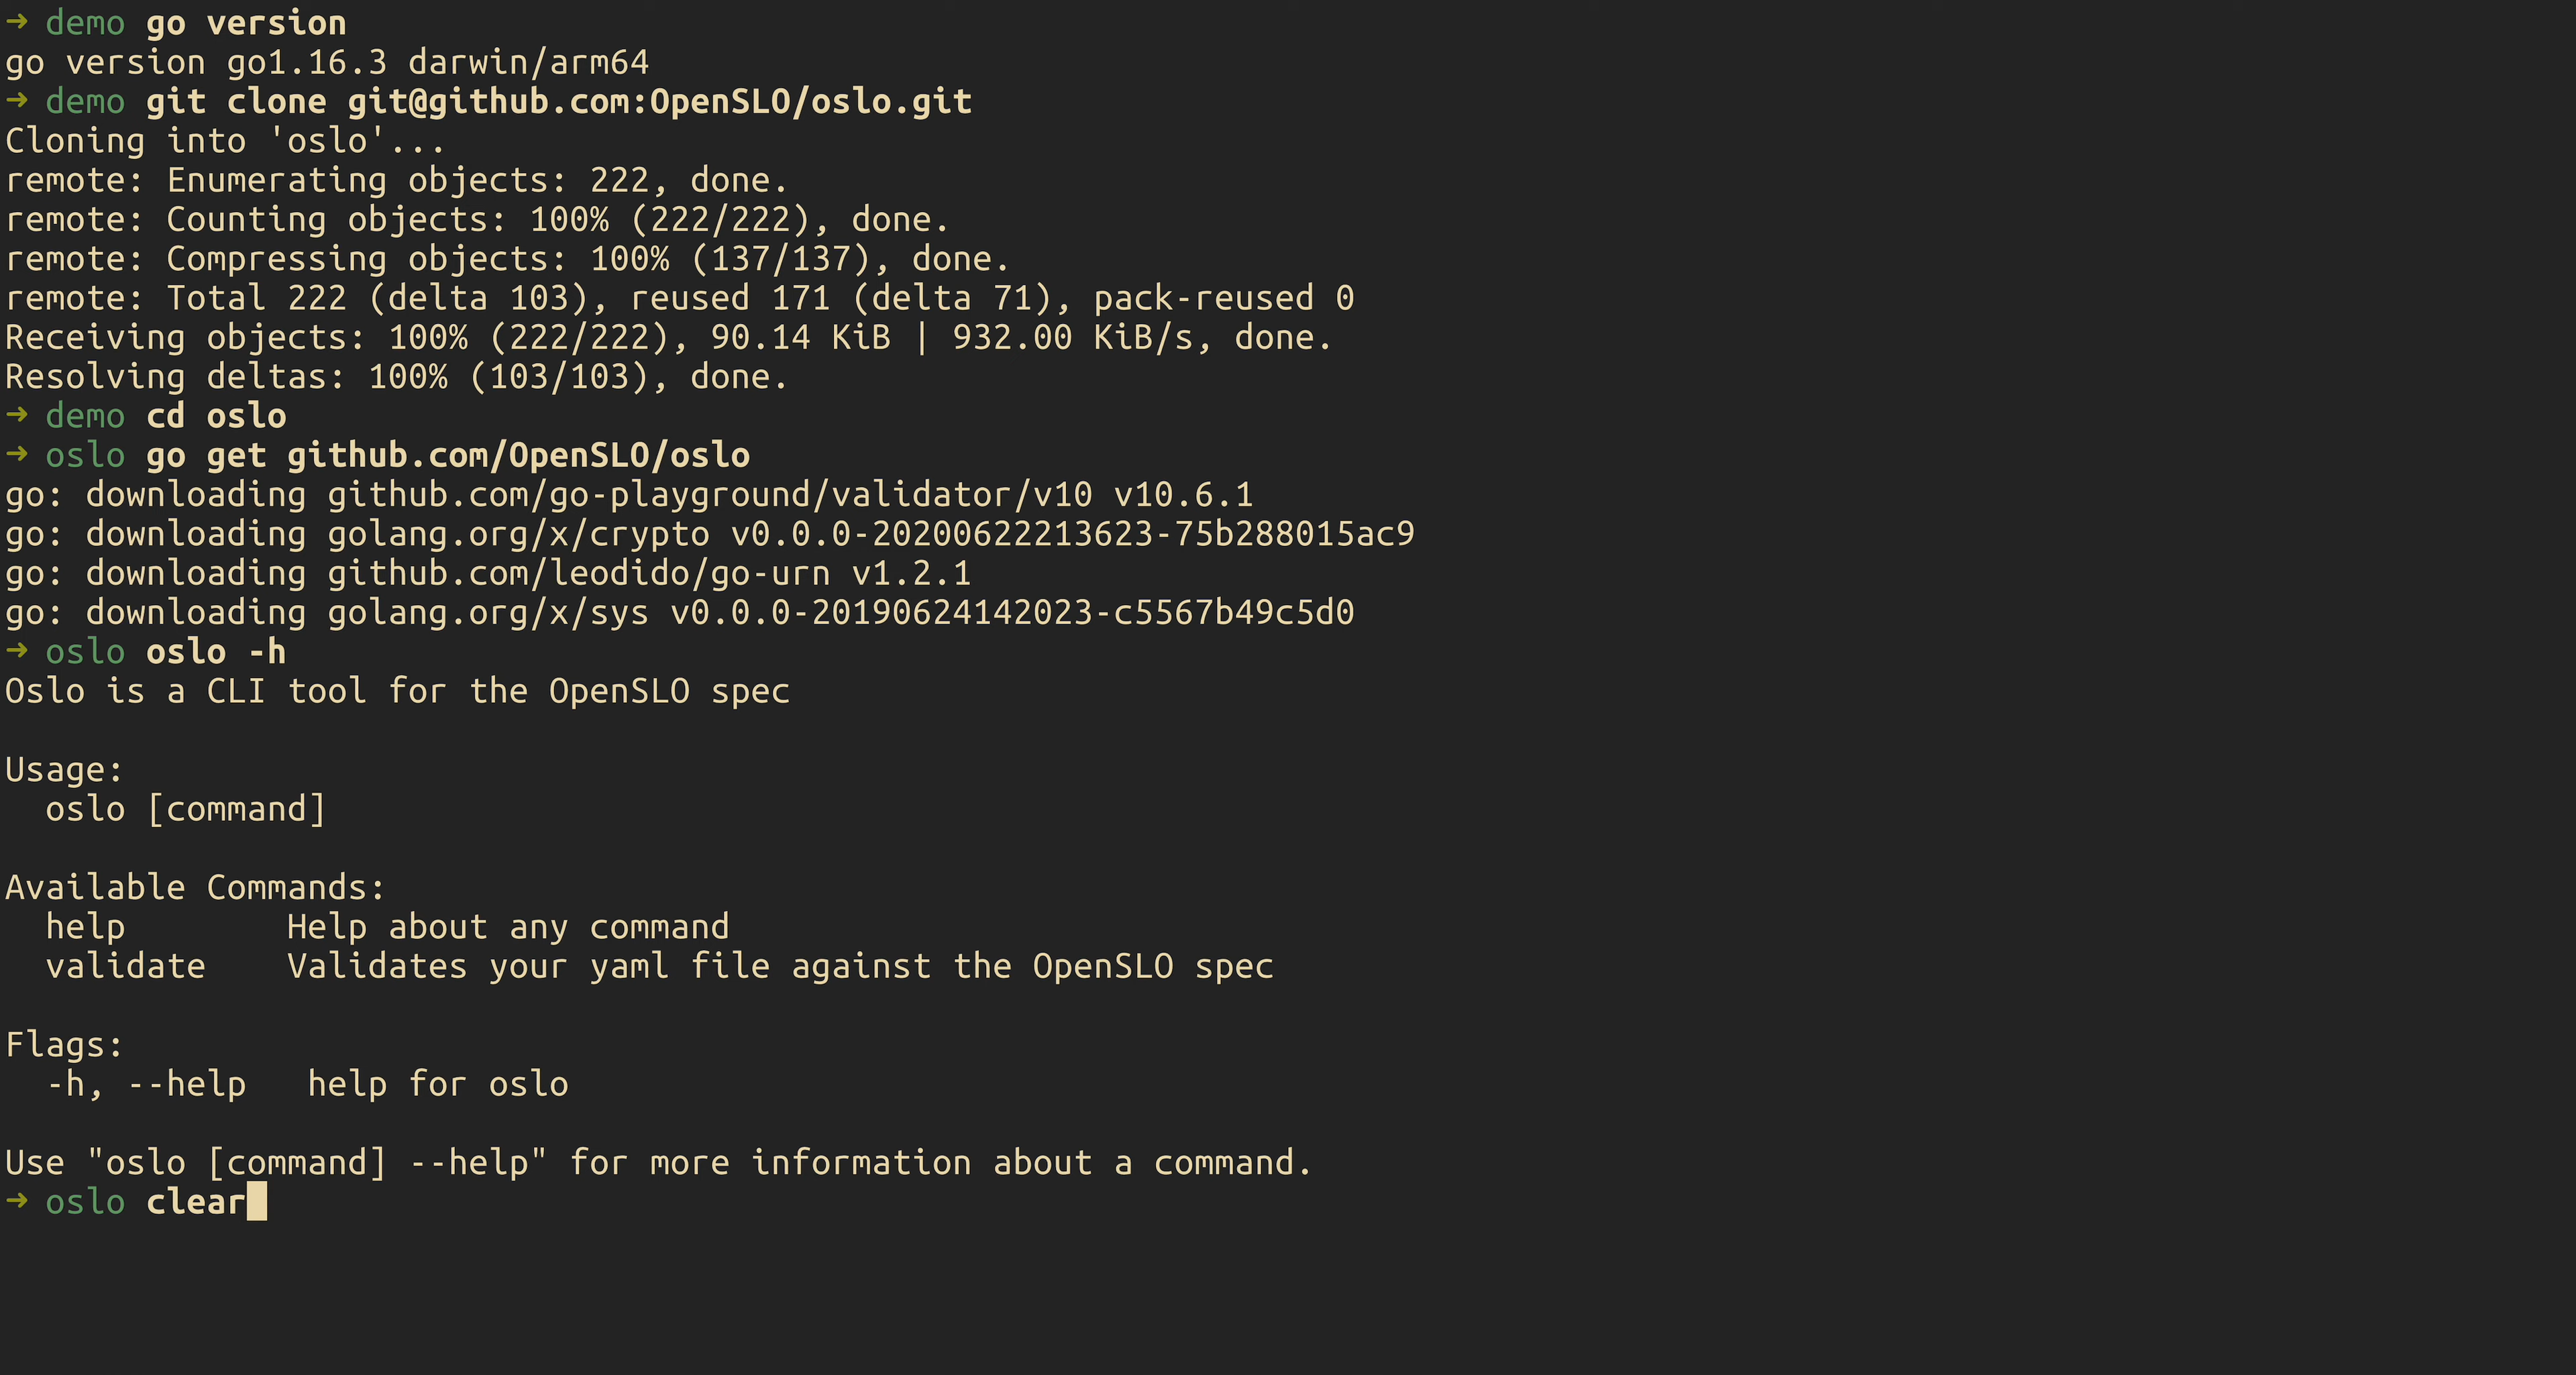 ➜ demo go version
go version go1.16.3 darwin/arm64
➜ demo git clone git@github.com:OpenSLO/oslo.git
Cloning into 'oslo'...
remote: Enumerating objects: 222, done.
remote: Counting objects: 100% (222/222), done.
remote: Compressing objects: 100% (137/137), done.
remote: Total 222 (delta 103), reused 171 (delta 71), pack-reused 0
Receiving objects: 100% (222/222), 90.14 KiB | 932.00 KiB/s, done.
Resolving deltas: 100% (103/103), done.
➜ demo cd oslo
➜ oslo go get github.com/OpenSLO/oslo
go: downloading github.com/go-playground/validator/v10 v10.6.1
go: downloading golang.org/x/crypto v0.0.0-20200622213623-75b288015ac9
go: downloading github.com/leodido/go-urn v1.2.1
go: downloading golang.org/x/sys v0.0.0-20190624142023-c5567b49c5d0
➜ oslo oslo -h
Oslo is a CLI tool for the OpenSLO spec

Usage:
  oslo [command]

Available Commands:
  help        Help about any command
  validate    Validates your yaml file against the OpenSLO spec

Flags:
  -h, --help   help for oslo

Use "oslo [command] --help" for more information about a command.
➜ oslo clear